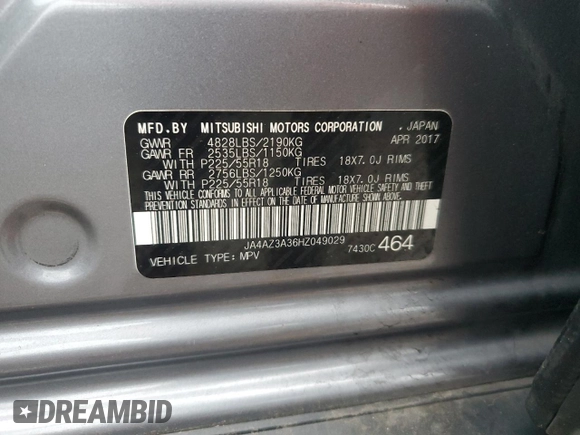 MFD.BY MITSUBISHI MOTORS CORPORATION . JAPAN
GVWR 4828LBS/2190KG APR 2017
GAWR FR 2535LBS/1150KG
WITH P225/55R18 TIRES 18X7.0J RIMS
GAWR RR 2756LBS/1250KG
WITH P225/55R18 TIRES 18X7.0J RIMS
THIS VEHICLE CONFORMS TO ALL APPLICABLE FEDERAL MOTOR VEHICLE SAFETY AND THEFT
PREVENTION STANDARDS IN EFFECT ON THE DATE OF MANUFACTURE SHOWN ABOVE.
JA4AZ3A36HZ049029
7430C 464
VEHICLE TYPE: MPV
DREAMBID